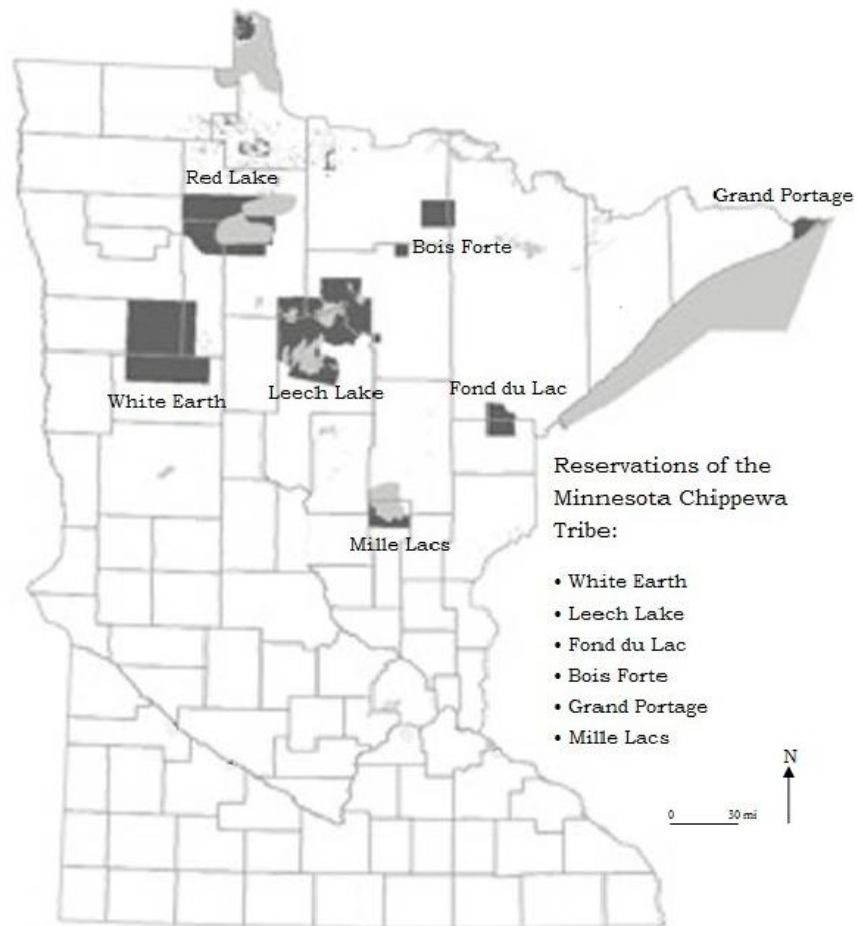 Red Lake
Grand Portage
Bois Forte
Leech Lake
Fond du Lac
White Earth
Reservations of the
Minnesota Chippewa
Tribe:
Mille Lacs
• White Earth
• Leech Lake
• Fond du Lac
• Bois Forte
• Grand Portage
• Mille Lacs
N
0 30 mi